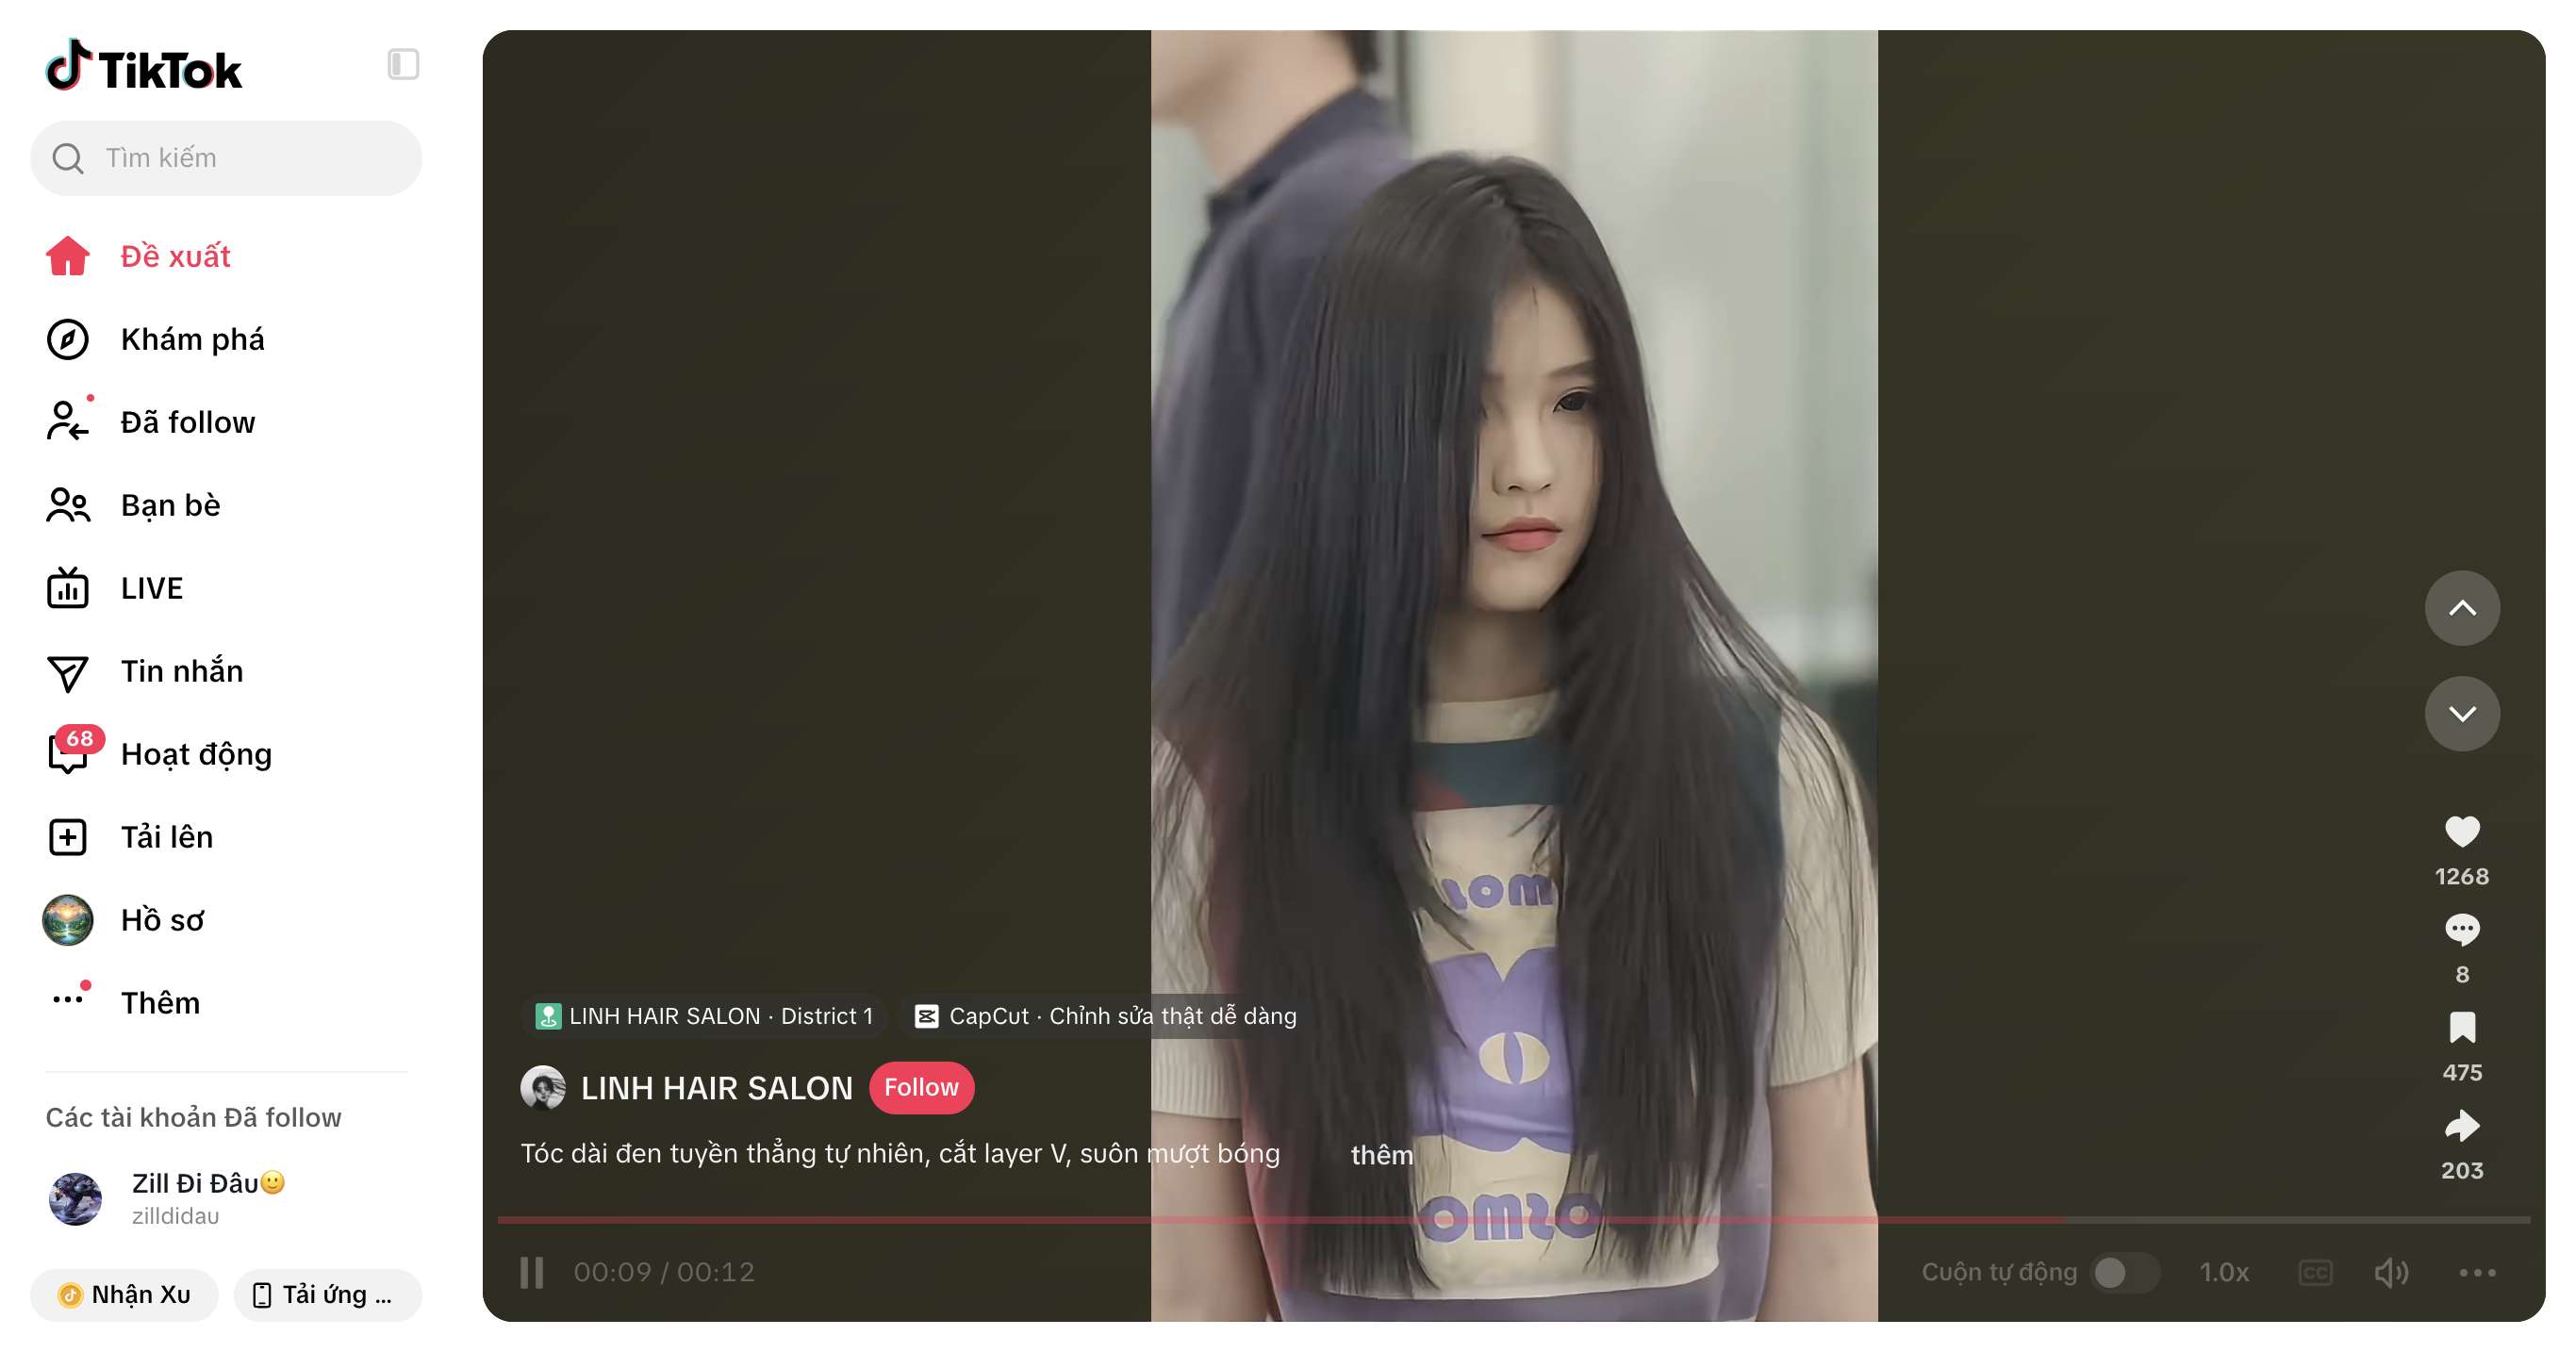 TikTok
Tìm kiếm
Đề xuất
Khám phá
Đã follow
Bạn bè
LIVE
Tin nhắn
68
Hoạt động
Tải lên
Hồ sơ
Thêm
Các tài khoản Đã follow
Zill Đi Đâu🙂
zilldidau
Nhận Xu
Tải ứng ...
LINH HAIR SALON · District 1
CapCut · Chỉnh sửa thật dễ dàng
LINH HAIR SALON Follow
Tóc dài đen tuyền thẳng tự nhiên, cắt layer V, suôn mượt bóng thêm
00:09 / 00:12
1268
8
475
203
Cuộn tự động
1.0x
CC